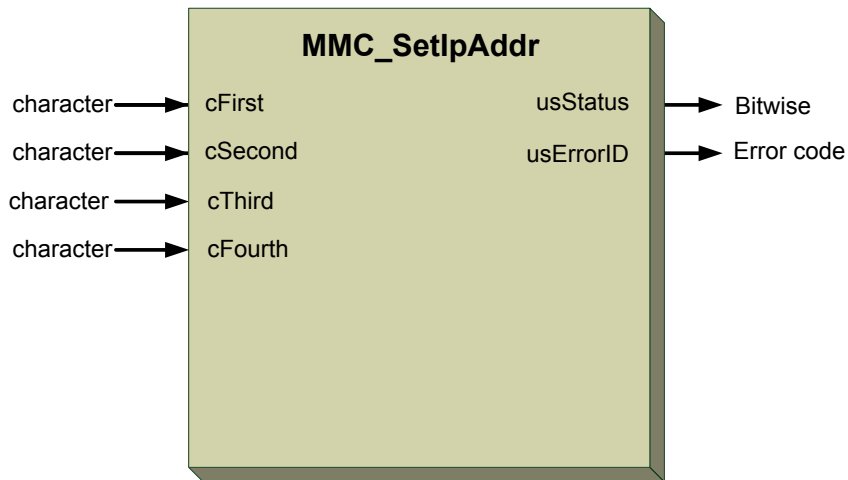 MMC_SetIpAddr
character cFirst usStatus Bitwise
character cSecond usErrorID Error code
character cThird
character cFourth